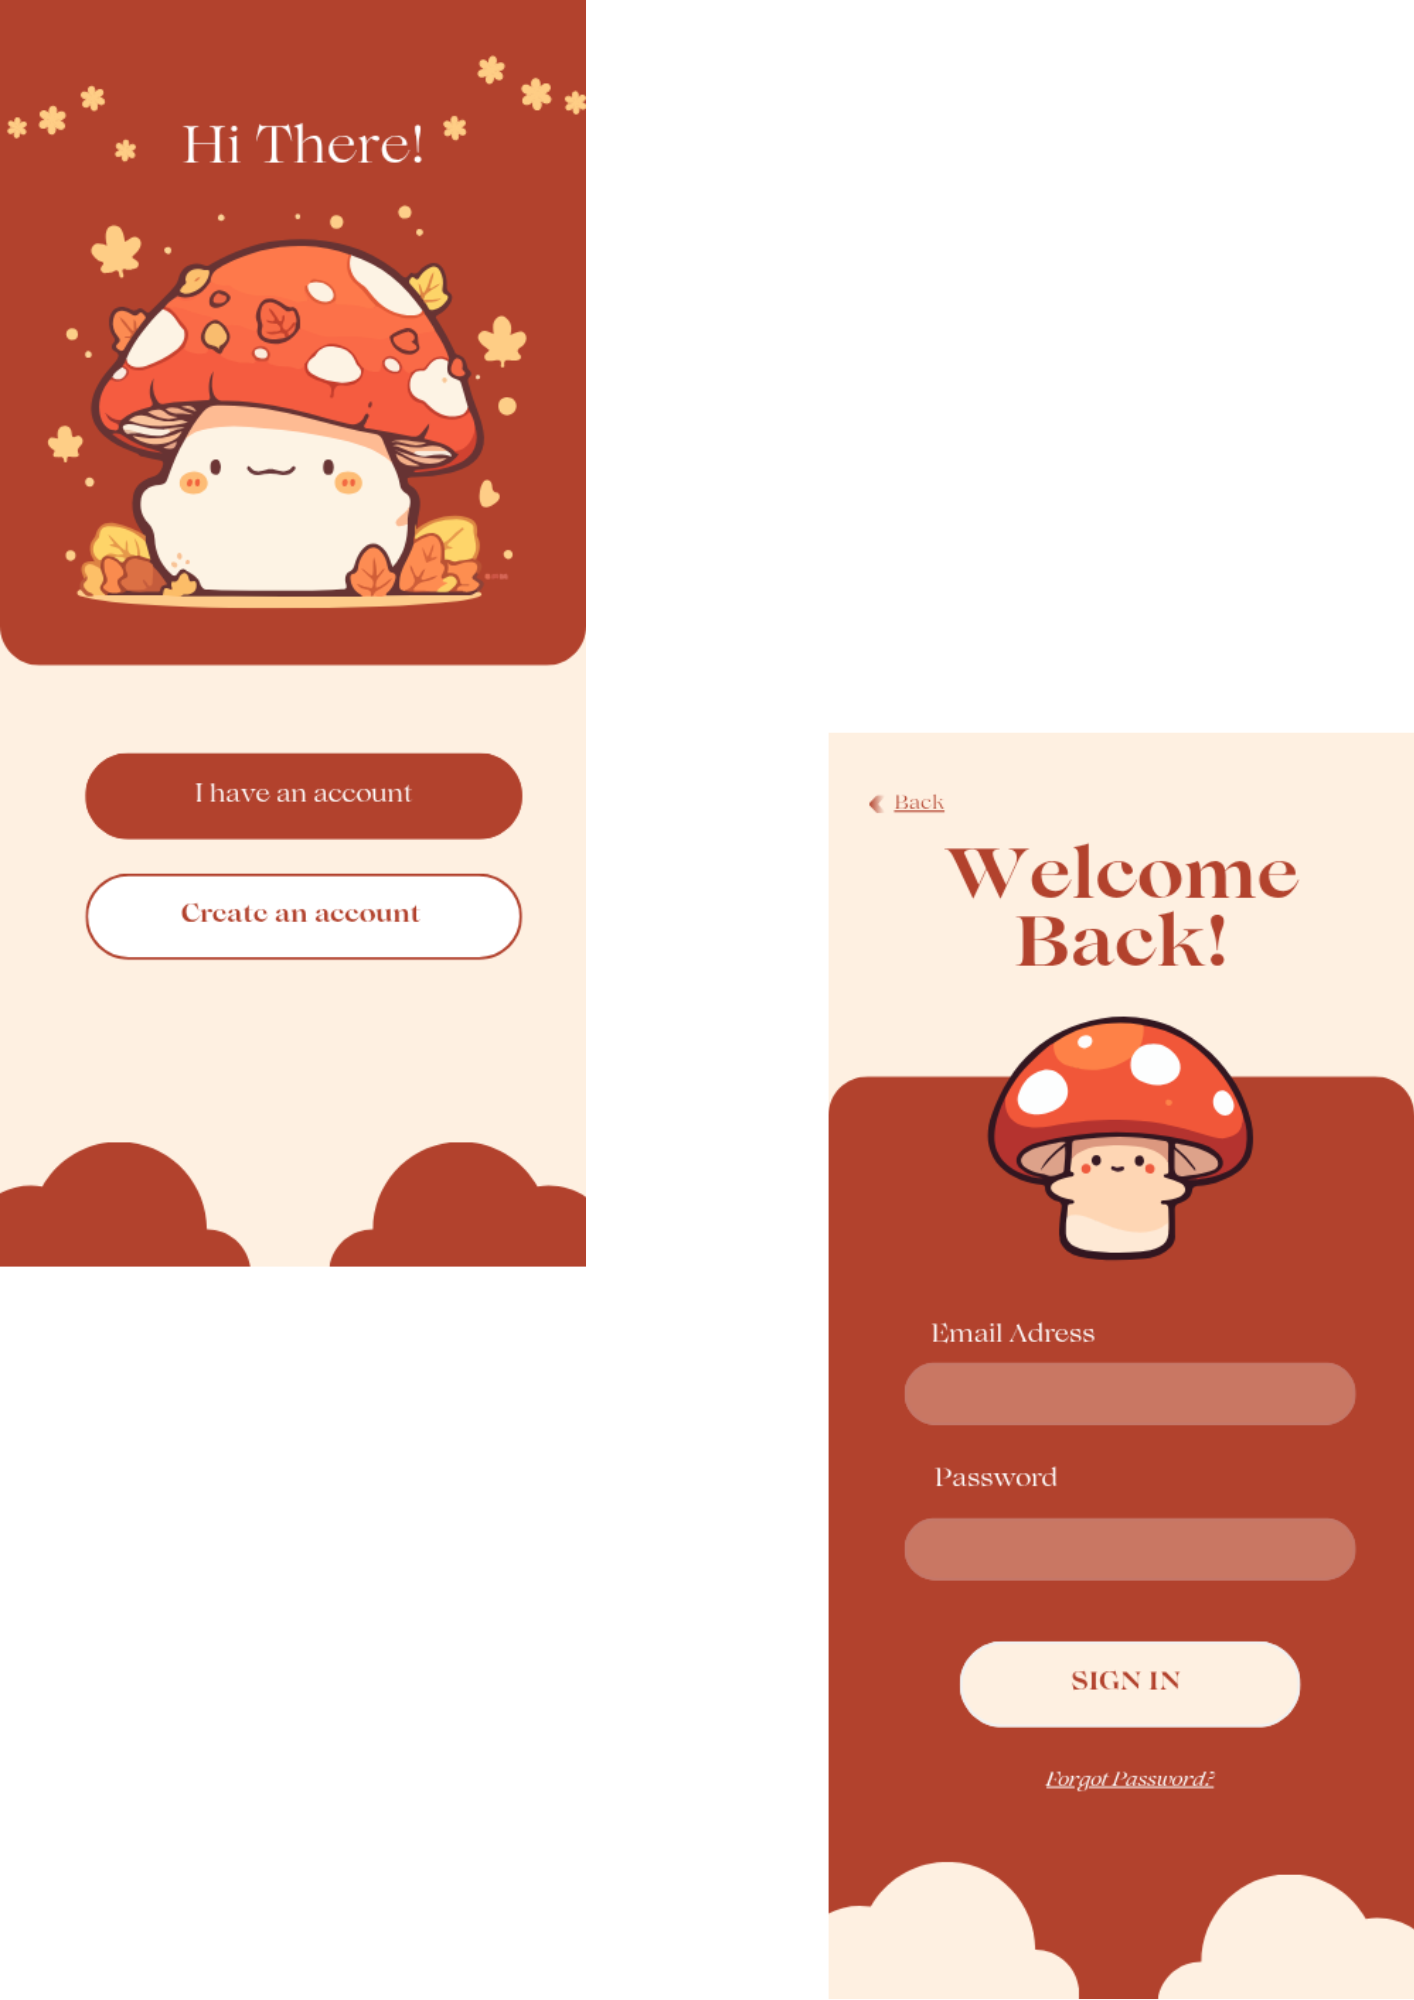 Hi There!
I have an account
Create an account
Back
Welcome
Back!
Email Adress
Password
SIGN IN
Forgot Password?